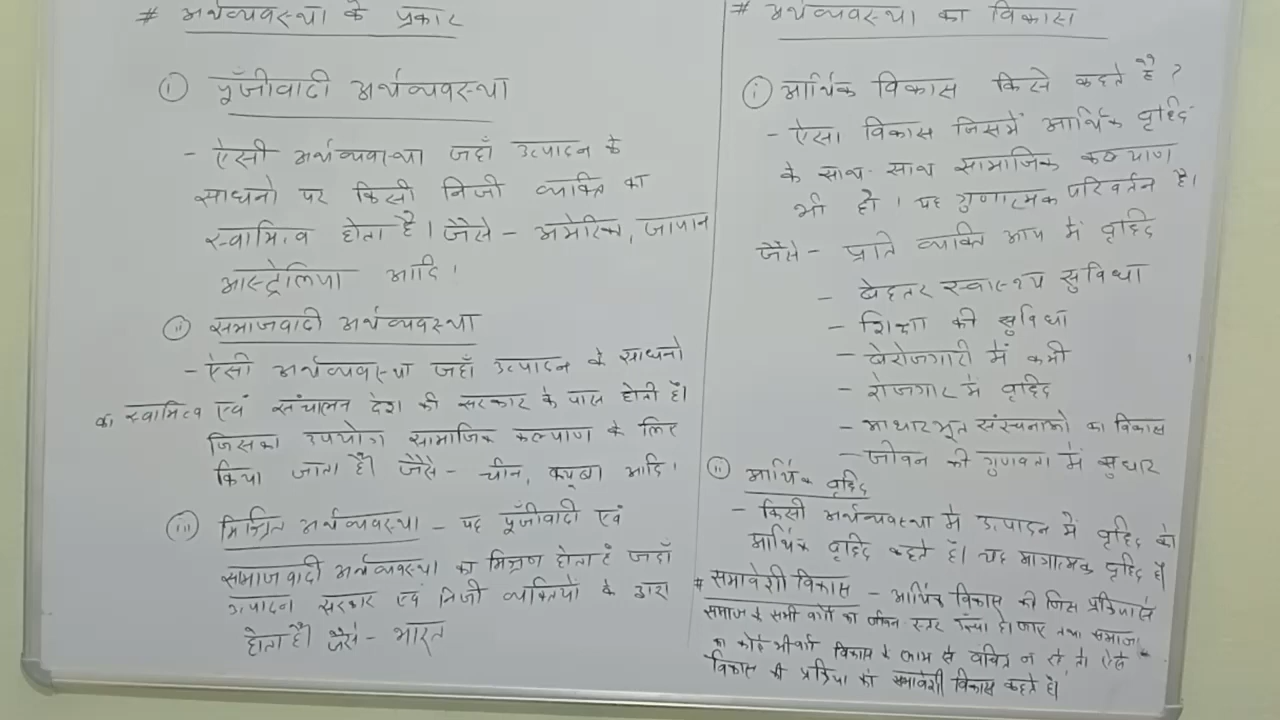 # अर्थव्यवस्था के प्रकार
① पूँजीवादी अर्थव्यवस्था
- ऐसी अर्थव्यवस्था जहाँ उत्पादन के
साधनो पर किसी निजी व्यक्ति का
स्वामित्व होता है। जैसे - अमेरिका, जापान
आस्ट्रेलिया आदि।
(ii) समाजवादी अर्थव्यवस्था
- ऐसी अर्थव्यवस्था जहाँ उत्पादन के साधनो
का स्वामित्व एवं संचालन देश की सरकार के पास होती है।
जिसका उपयोग सामाजिक कल्याण के लिए
किया जाता है। जैसे - चीन, क्यूबा आदि।
(iii) मिश्रित अर्थव्यवस्था - यह पूँजीवादी एवं
समाजवादी अर्थव्यवस्था का मिश्रण होता है जहाँ
उत्पादन सरकार एवं निजी व्यक्तियो के द्वारा
होता है। जैसे - भारत
# अर्थव्यवस्था का विकास
(i) आर्थिक विकास किसे कहते है ?
- ऐसा विकास जिसमें आर्थिक वृद्धि
के साथ-साथ सामाजिक कल्याण
भी हो। यह गुणात्मक परिवर्तन है।
जैसे - प्रति व्यक्ति आय में वृद्धि
- बेहतर स्वास्थ्य सुविधा
- शिक्षा की सुविधा
- बेरोजगारी में कमी
- रोजगार में वृद्धि
- आधारभूत संरचनाओ का विकास
- जीवन की गुणवता में सुधार
(ii) आर्थिक वृद्धि
- किसी अर्थव्यवस्था में उत्पादन में वृद्धि को
आर्थिक वृद्धि कहते है। यह मात्रात्मक वृद्धि है।
# समावेशी विकास - आर्थिक विकास की जिस प्रक्रिया से
समाज के सभी वर्गो का जीवन स्तर ऊँचा हो जाए तथा समाज
का कोई भी वर्ग विकास के लाभ से वंचित न रहे तो ऐसे
विकास की प्रक्रिया को समावेशी विकास कहते है।